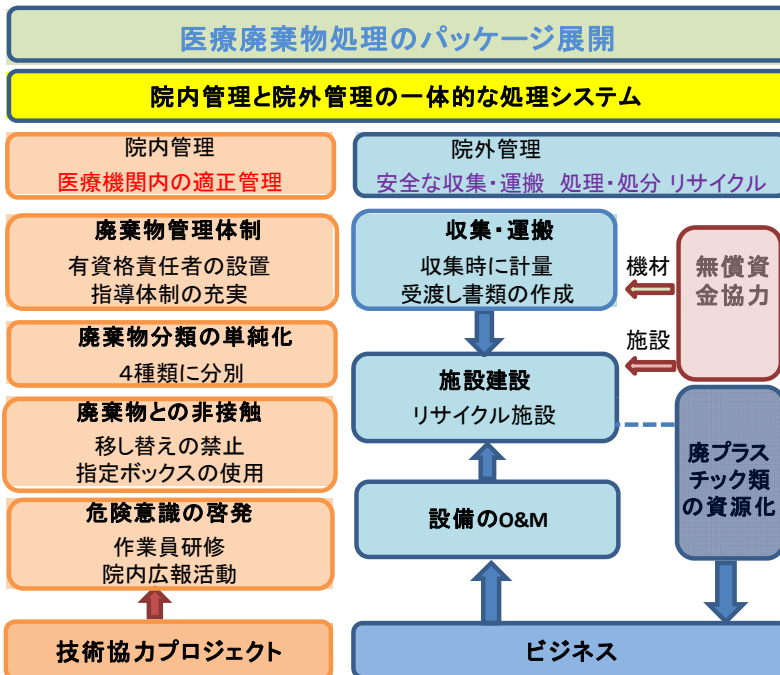 医療廃棄物処理のパッケージ展開
院内管理と院外管理の一体的な処理システム
院内管理
医療機関内の適正管理
院外管理
安全な収集・運搬 処理・処分 リサイクル
廃棄物管理体制
有資格責任者の設置
指導体制の充実
廃棄物分類の単純化
4種類に分別
廃棄物との非接触
移し替えの禁止
指定ボックスの使用
危険意識の啓発
作業員研修
院内広報活動
技術協力プロジェクト
収集・運搬
収集時に計量
受渡し書類の作成
機材
無償資
金協力
施設
施設建設
リサイクル施設
廃プラス
チック類
の資源化
設備のO&M
ビジネス